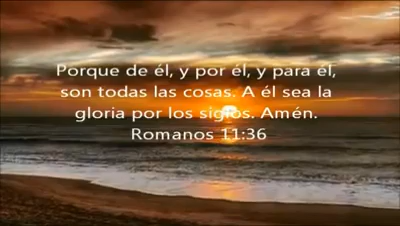 Porque de él, y por él, y para él,
son todas las cosas. A él sea la
gloria por los siglos. Amén.
Romanos 11:36